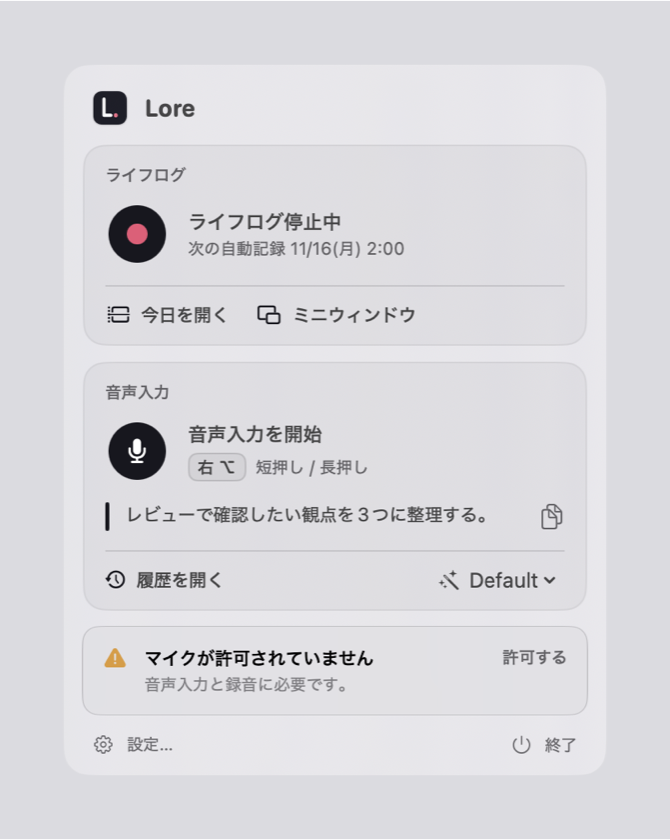 L.
Lore
ライフログ
ライフログ停止中
次の自動記録 11/16(月) 2:00
今日を開く ミニウィンドウ
音声入力
音声入力を開始
右 ⌥ 短押し / 長押し
レビューで確認したい観点を３つに整理する。
履歴を開く Default
マイクが許可されていません 許可する
音声入力と録音に必要です。
設定... 終了